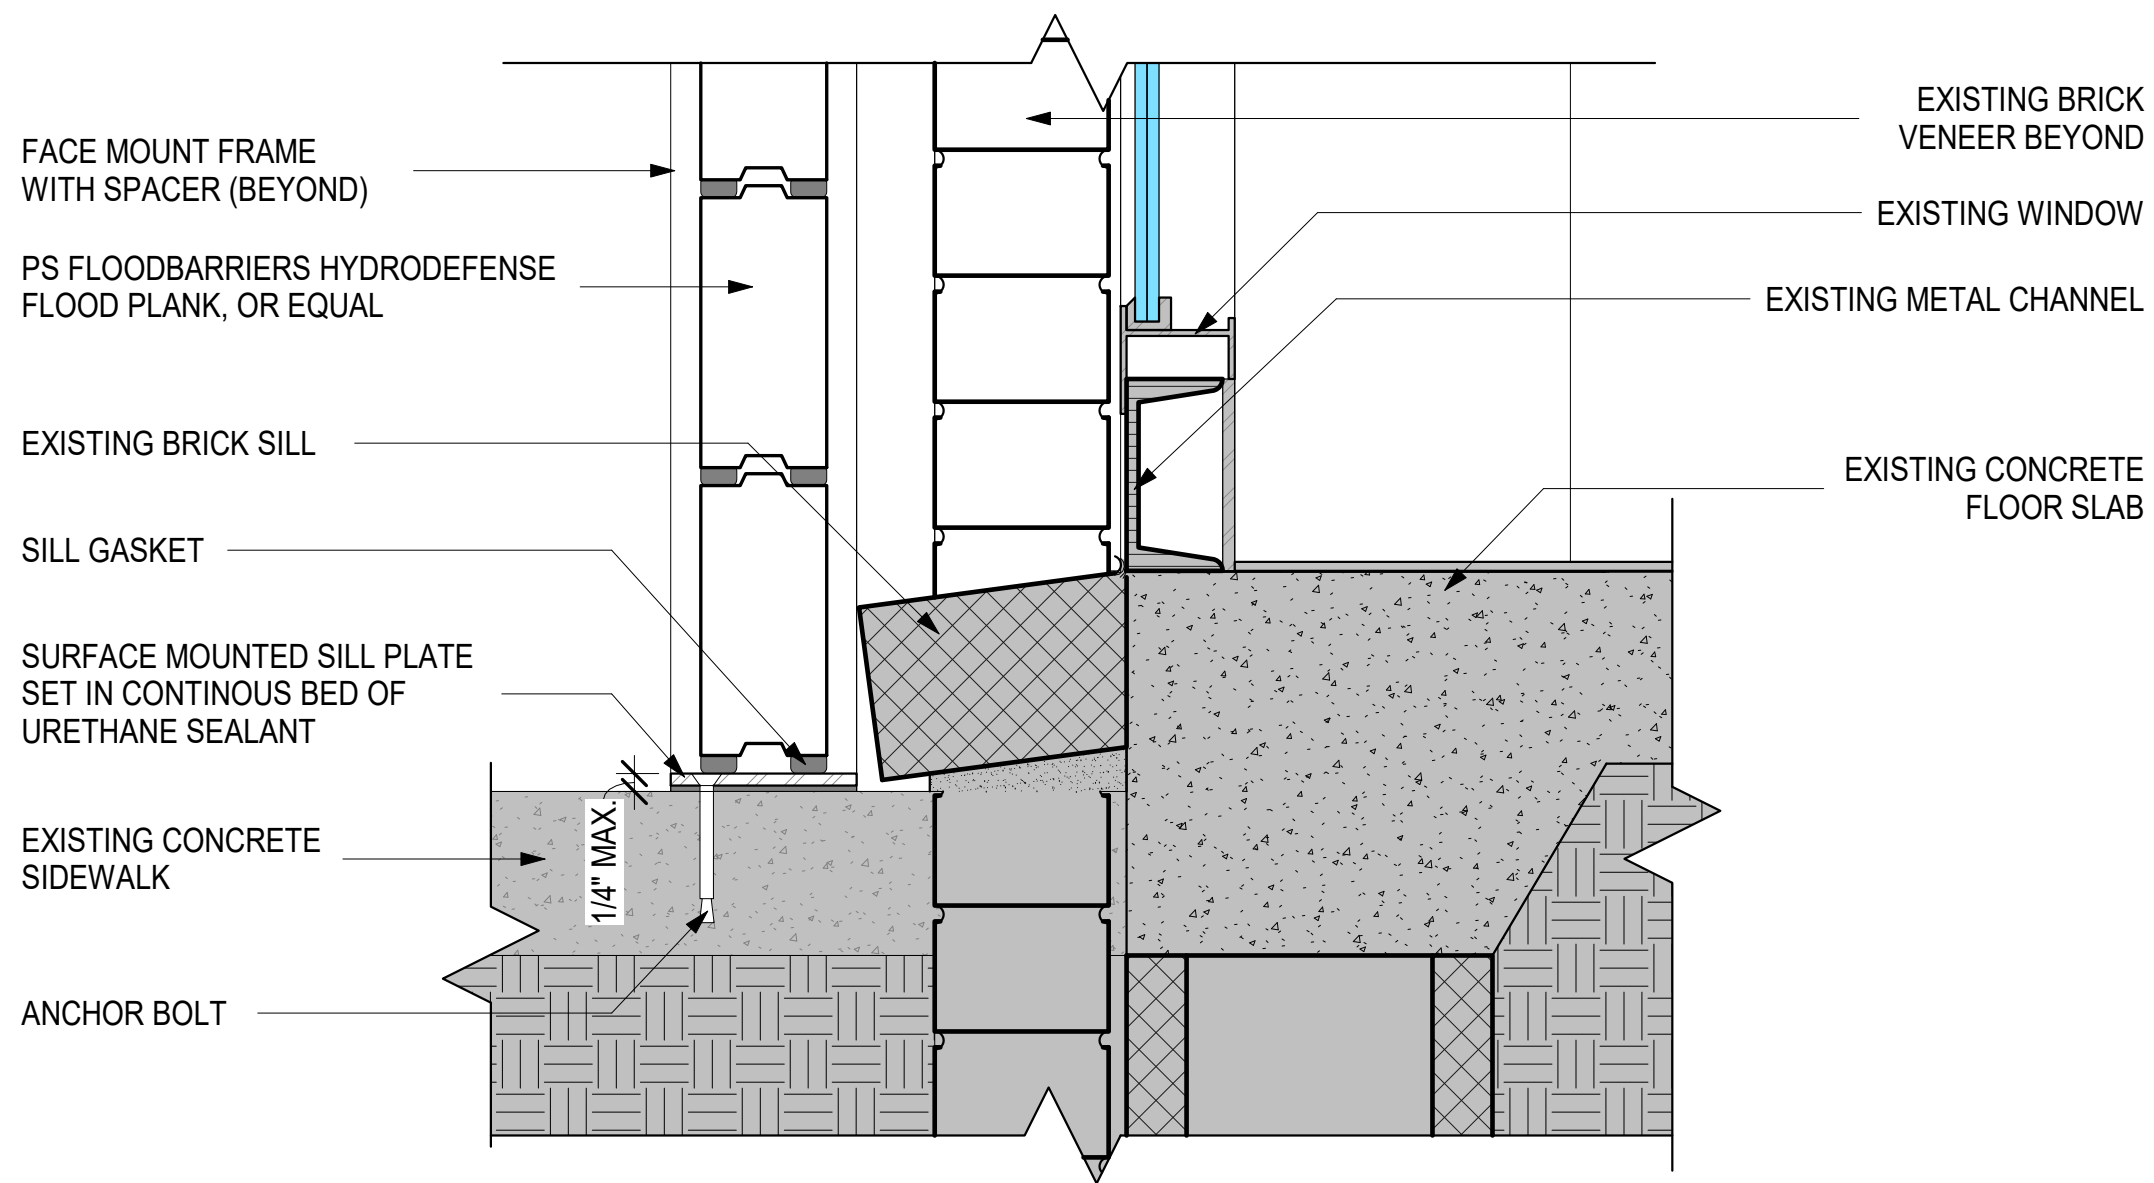 FACE MOUNT FRAME
WITH SPACER (BEYOND)
PS FLOODBARRIERS HYDRODEFENSE
FLOOD PLANK, OR EQUAL
EXISTING BRICK SILL
SILL GASKET
SURFACE MOUNTED SILL PLATE
SET IN CONTINOUS BED OF
URETHANE SEALANT
1/4" MAX.
EXISTING CONCRETE
SIDEWALK
ANCHOR BOLT
EXISTING BRICK
VENEER BEYOND
EXISTING WINDOW
EXISTING METAL CHANNEL
EXISTING CONCRETE
FLOOR SLAB